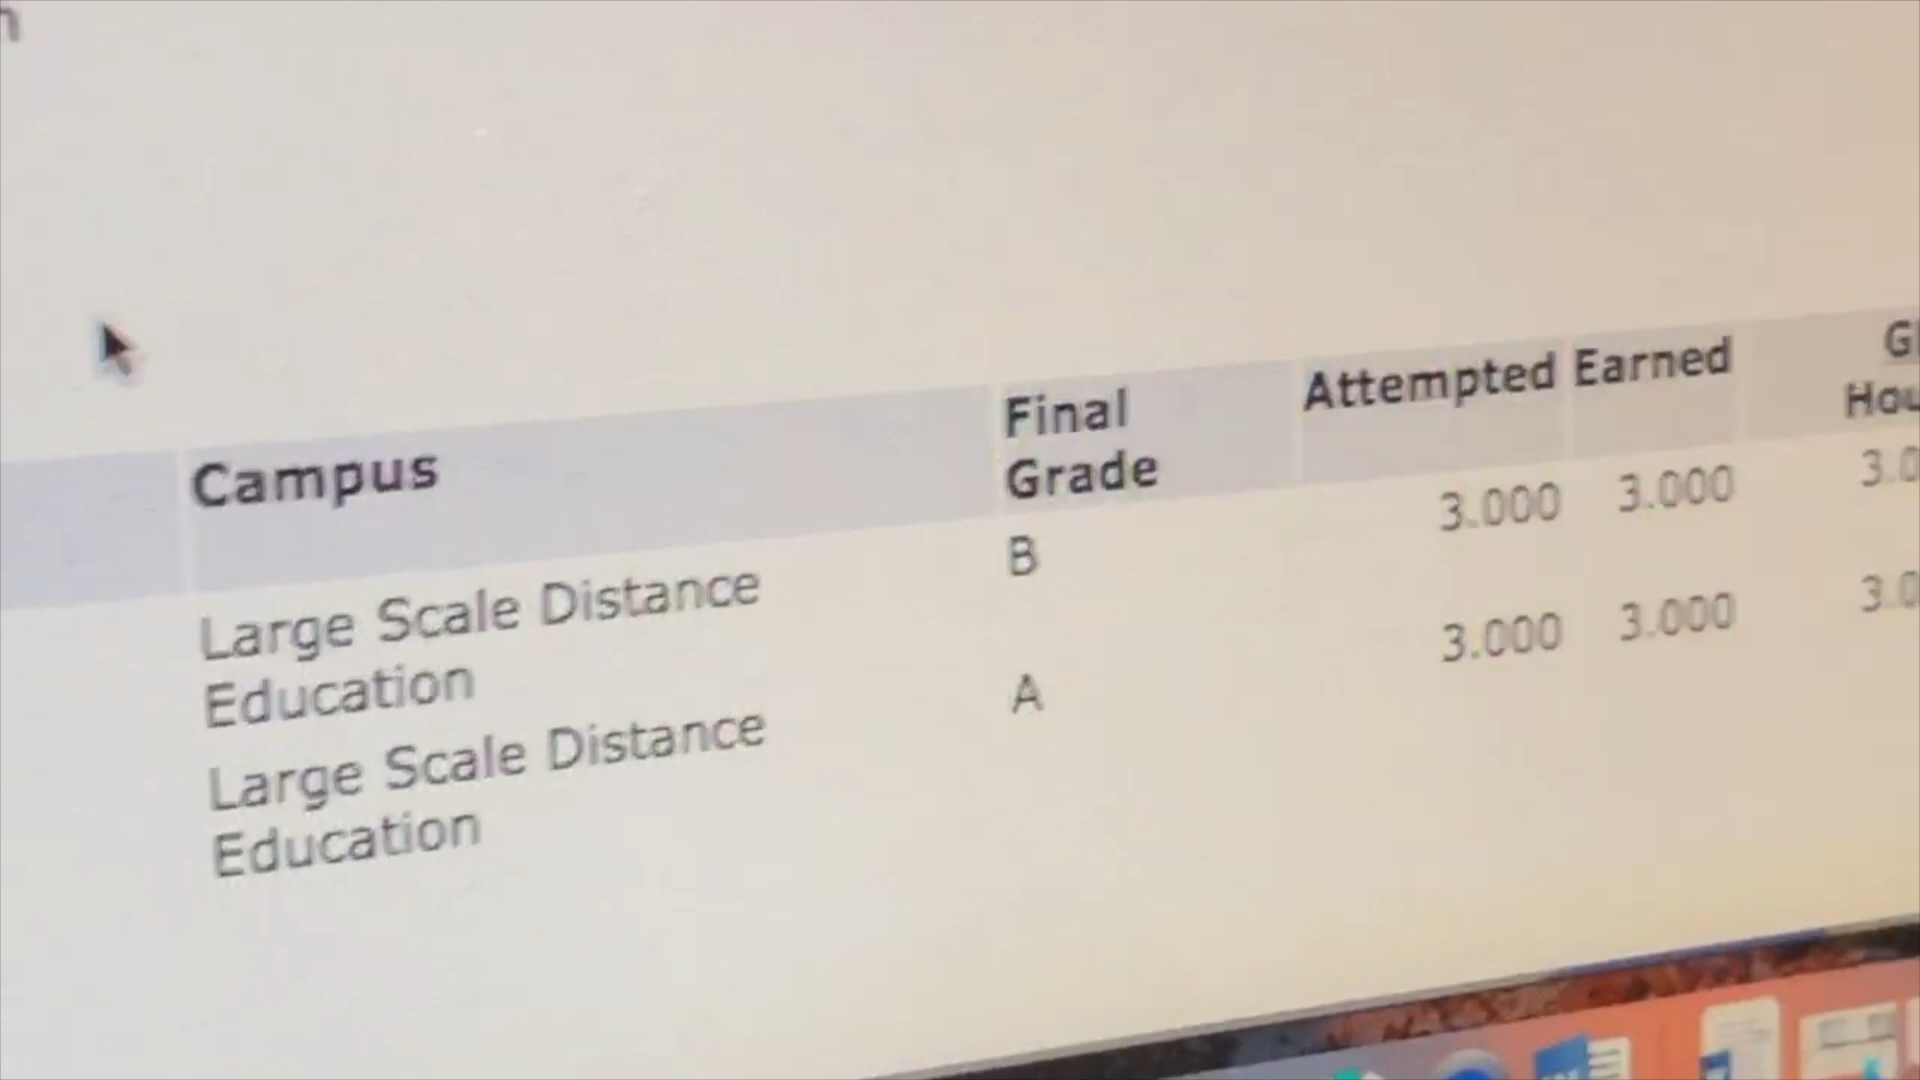 Campus Final Grade Attempted Earned
Large Scale Distance Education B 3.000 3.000
Large Scale Distance Education A 3.000 3.000